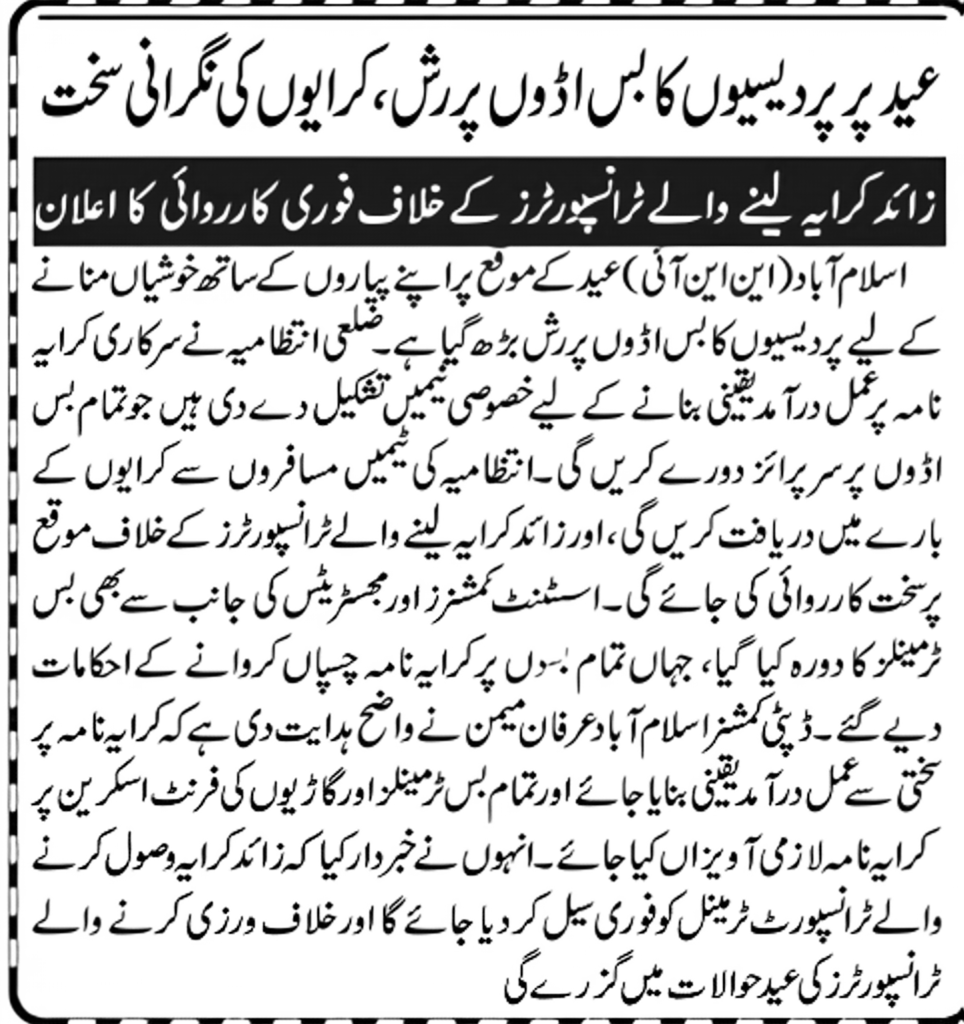 عید پر پردیسیوں کا بس اڈوں پر رش، کرایوں کی نگرانی سخت
زائد کرایہ لینے والے ٹرانسپورٹرز کے خلاف فوری کارروائی کا اعلان
اسلام آباد (این این آئی) عید کے موقع پر اپنے پیاروں کے ساتھ خوشیاں منانے
کے لیے پردیسیوں کا بس اڈوں پر رش بڑھ گیا ہے۔ ضلعی انتظامیہ نے سرکاری کرایہ
نامہ پر عمل درآمد یقینی بنانے کے لیے خصوصی ٹیمیں تشکیل دے دی ہیں جو تمام بس
اڈوں پر سرپرائز دورے کریں گی۔ انتظامیہ کی ٹیمیں مسافروں سے کرایوں کے
بارے میں دریافت کریں گی، اور زائد کرایہ لینے والے ٹرانسپورٹرز کے خلاف موقع
پر سخت کارروائی کی جائے گی۔ اسسٹنٹ کمشنرز اور مجسٹریٹس کی جانب سے بھی بس
ٹرمینلز کا دورہ کیا گیا، جہاں تمام بسوں پر کرایہ نامہ چسپاں کروانے کے احکامات
دیے گئے۔ ڈپٹی کمشنر اسلام آباد عرفان میمن نے واضح ہدایت دی ہے کہ کرایہ نامہ پر
سختی سے عمل درآمد یقینی بنایا جائے اور تمام بس ٹرمینلز اور گاڑیوں کی فرنٹ اسکرین پر
کرایہ نامہ لازمی آویزاں کیا جائے۔ انہوں نے خبردار کیا کہ زائد کرایہ وصول کرنے
والے ٹرانسپورٹ ٹرمینل کو فوری سیل کر دیا جائے گا اور خلاف ورزی کرنے والے
ٹرانسپورٹرز کی عید حوالات میں گزرے گی